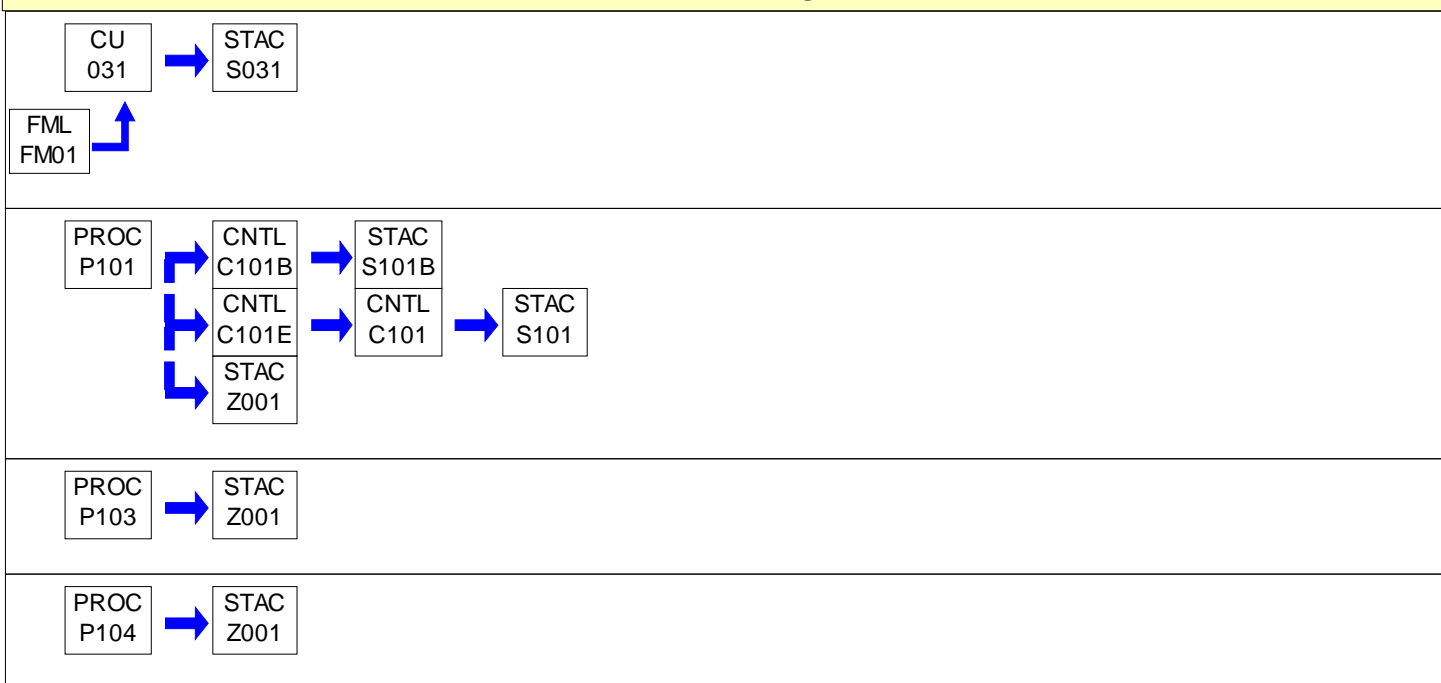 CU
031
STAC
S031
FML
FM01
PROC
P101
CNTL
C101B
STAC
S101B
CNTL
C101E
CNTL
C101
STAC
S101
STAC
Z001
PROC
P103
STAC
Z001
PROC
P104
STAC
Z001